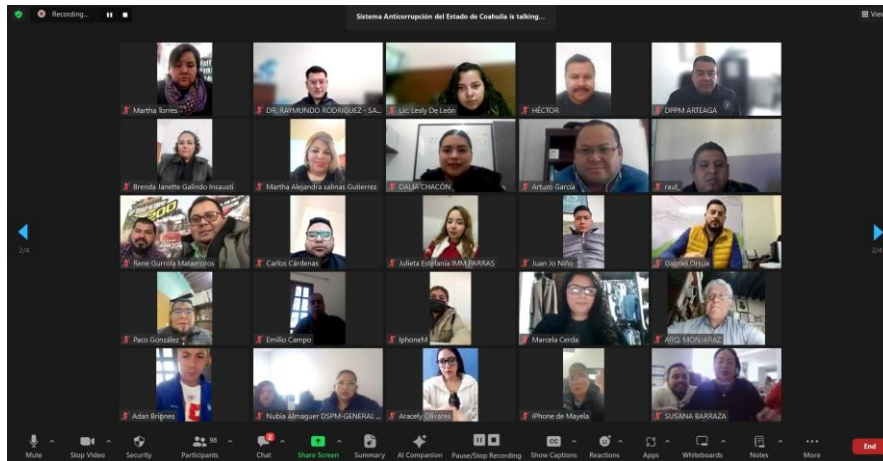 Recording...
Sistema Anticorrupción del Estado de Coahuila is talking...
View
Martha Torres
DR. RAYMUNDO RODRIGUEZ - SA...
Lic. Lesly De León
HÉCTOR
DPPM ARTEAGA
Brenda Janette Galindo Insausti
Martha Alejandra salinas Gutierrez
DALIA CHACÓN
Arturo García
raul_
2/4
Rene Gurrola Matamoros
Carlos Cárdenas
Julieta Estefanía IMM PARRAS
Juan Jo Niño
Gabriel Orsua
2/4
Paco González
Emilio Campo
IphoneM
Marcela Cerda
ARQ. MONJARAZ
Adan Briones
Nubia Almaguer DSPM-GENERAL ...
Aracely Olivares
iPhone de Mayela
SUSANA BARRAZA
Mute
Stop Video
Security
98
Participants
2
Chat
Share Screen
Summary
AI Companion
Pause/Stop Recording
CC
Show Captions
Reactions
Apps
Whiteboards
Notes
More
End